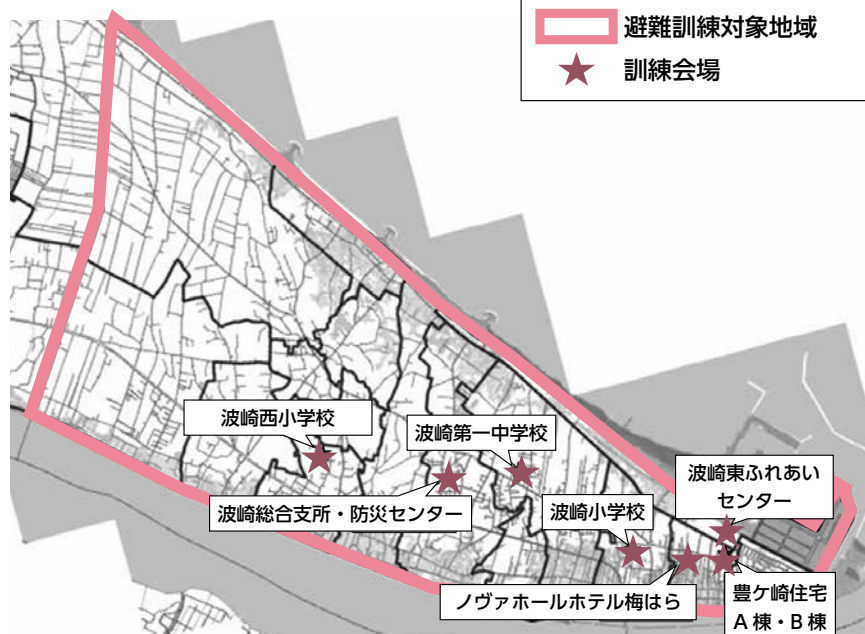 避難訓練対象地域
訓練会場
波崎西小学校
波崎第一中学校
波崎東ふれあい
センター
波崎総合支所・防災センター
波崎小学校
ノヴァホールホテル梅はら
豊ケ崎住宅
A棟・B棟